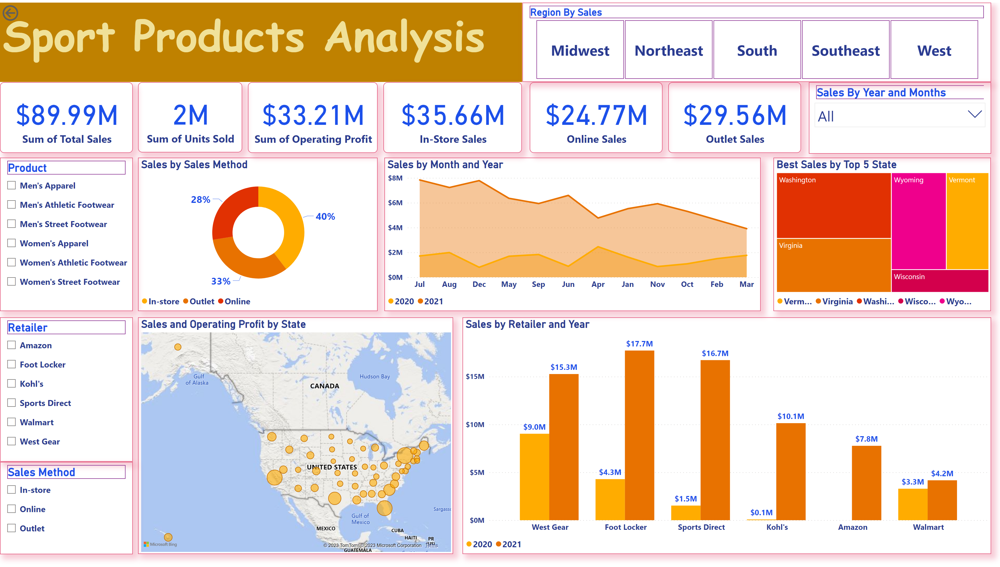 Sport Products Analysis
Region By Sales
Midwest
Northeast
South
Southeast
West
$89.99M
Sum of Total Sales
2M
Sum of Units Sold
$33.21M
Sum of Operating Profit
$35.66M
In-Store Sales
$24.77M
Online Sales
$29.56M
Outlet Sales
Sales By Year and Months
All
Product
Men's Apparel
Men's Athletic Footwear
Men's Street Footwear
Women's Apparel
Women's Athletic Footwear
Women's Street Footwear
Sales by Sales Method
28%
40%
33%
In-store Outlet Online
Sales by Month and Year
$8M
$6M
$4M
$2M
$0M
Jul Aug Dec May Sep Jun Apr Jan Nov Oct Feb Mar
2020 2021
Best Sales by Top 5 State
Washington
Wyoming
Vermont
Virginia
Wisconsin
Verm... Virginia Washi... Wisco... Wyo...
Retailer
Amazon
Foot Locker
Kohl's
Sports Direct
Walmart
West Gear
Sales Method
In-store
Online
Outlet
Sales and Operating Profit by State
Gulf
of Alaska
Hudson Bay
CANADA
UNITED STATES
Sargasso
Gulf of
Mexico
MEXICO
CUBA
HAITI
PR
(US)
Microsoft Bing
© 2023 TomTom, © 2023 Microsoft Corporation Terms
GUATEMALA
Sales by Retailer and Year
$15M
$10M
$5M
$0M
$9.0M
$15.3M
$4.3M
$17.7M
$1.5M
$16.7M
$0.1M
$10.1M
$7.8M
$3.3M
$4.2M
West Gear Foot Locker Sports Direct Kohl's Amazon Walmart
2020 2021